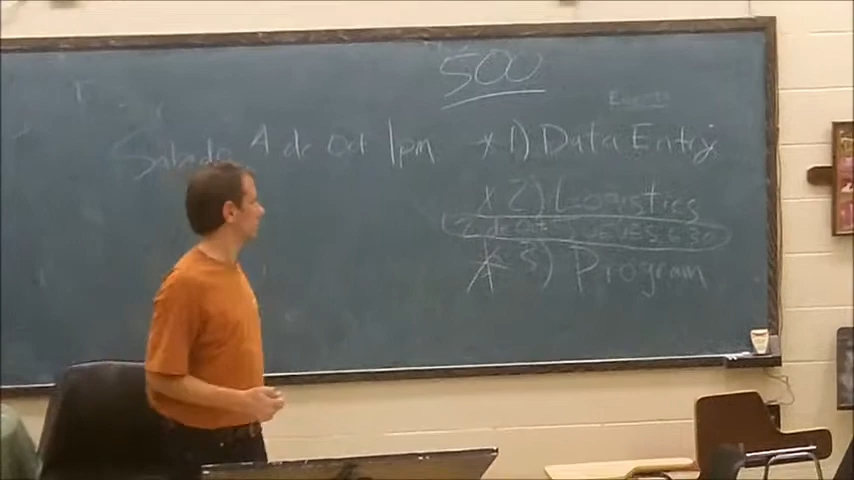 500
Sabado 4 de Oct 1pm
* 1) Data Entry
* 2) Logistics
2 de Oct JUEVES 6:30
* 3) Program